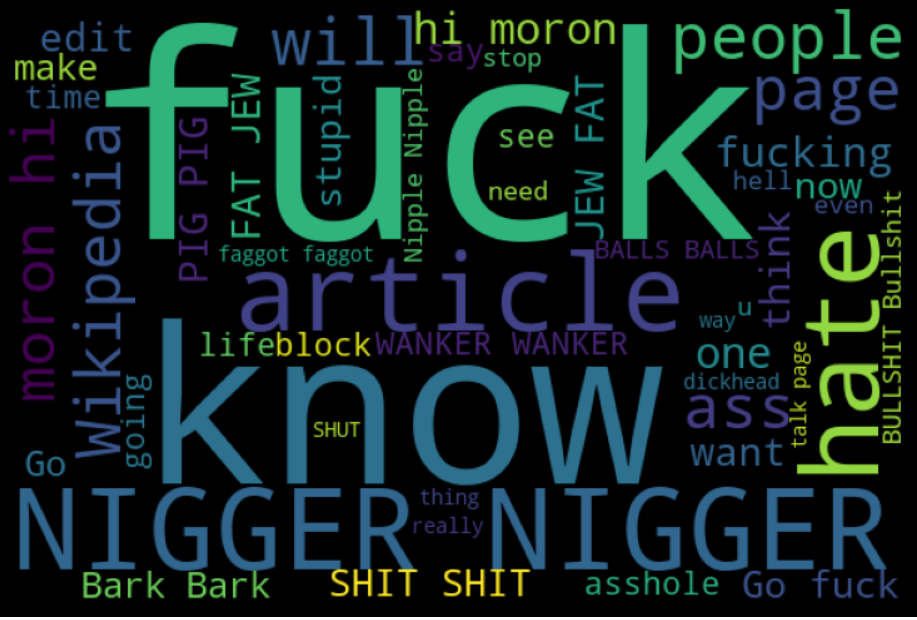 edit
will
hi moron
people
make
say
stop
time
fuck
page
moron hi
Wikipedia
PIG PIG
FAT JEW
stupid
Nipple Nipple
see
JEW FAT
fucking
need
hell
now
even
faggot faggot
BALLS BALLS
think
hate
BULLSHIT Bullshit
article
way
u
life
block
WANKER WANKER
one
talk page
know
dickhead
going
SHUT
ass
Go
want
NIGGER NIGGER
thing
really
Bark Bark
SHIT SHIT
asshole
Go fuck